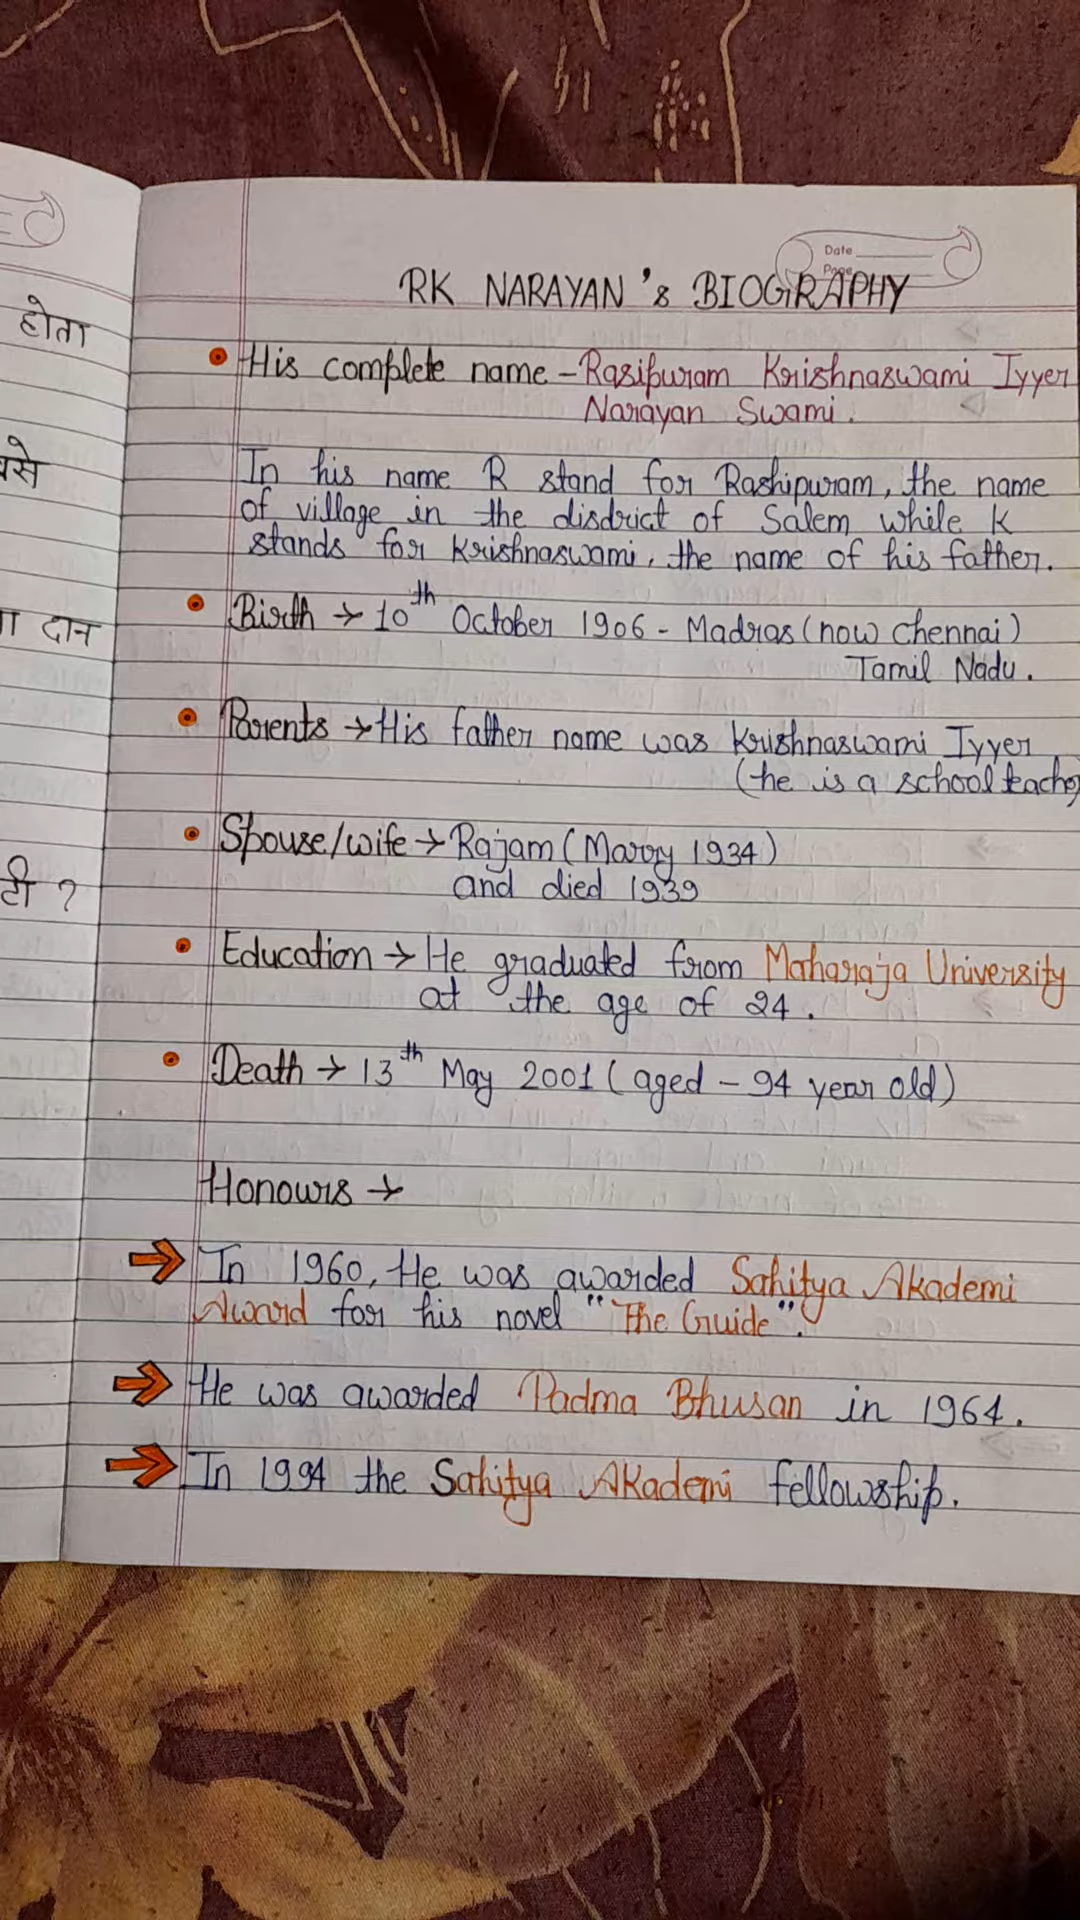 Date
Page
RK NARAYAN 's BIOGRAPHY
• His complete name - Rasipuram Krishnaswami Iyyer
Narayan Swami.
In his name R stand for Rashipuram, the name
of village in the disdrict of Salem while K
stands for Krishnaswami, the name of his father.
• Birth → 10th October 1906 - Madras (now chennai)
Tamil Nadu.
• Parents → His father name was Krishnaswami Iyyer
(he is a school teacher
• Spouse/wife → Rajam (Marry 1934)
and died 1939
• Education → He graduated from Maharaja University
at the age of 24.
• Death → 13th May 2001 (aged - 94 year old)
Honours →
⇒ In 1960, He was awarded Sahitya Akademi
Award for his novel "The Guide".
⇒ He was awarded Padma Bhusan in 1964.
⇒ In 1994 the Sahitya Akademi fellowship.
होता
दान
टी ?